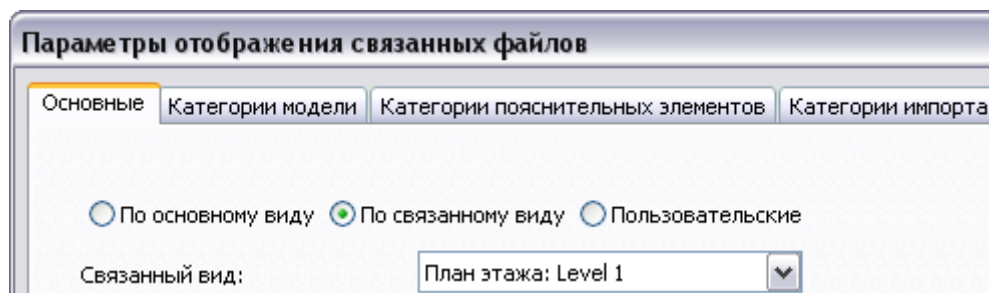 Параметры отображения связанных файлов
Основные Категории модели Категории пояснительных элементов Категории импорта
По основному виду По связанному виду Пользовательские
Связанный вид: План этажа: Level 1